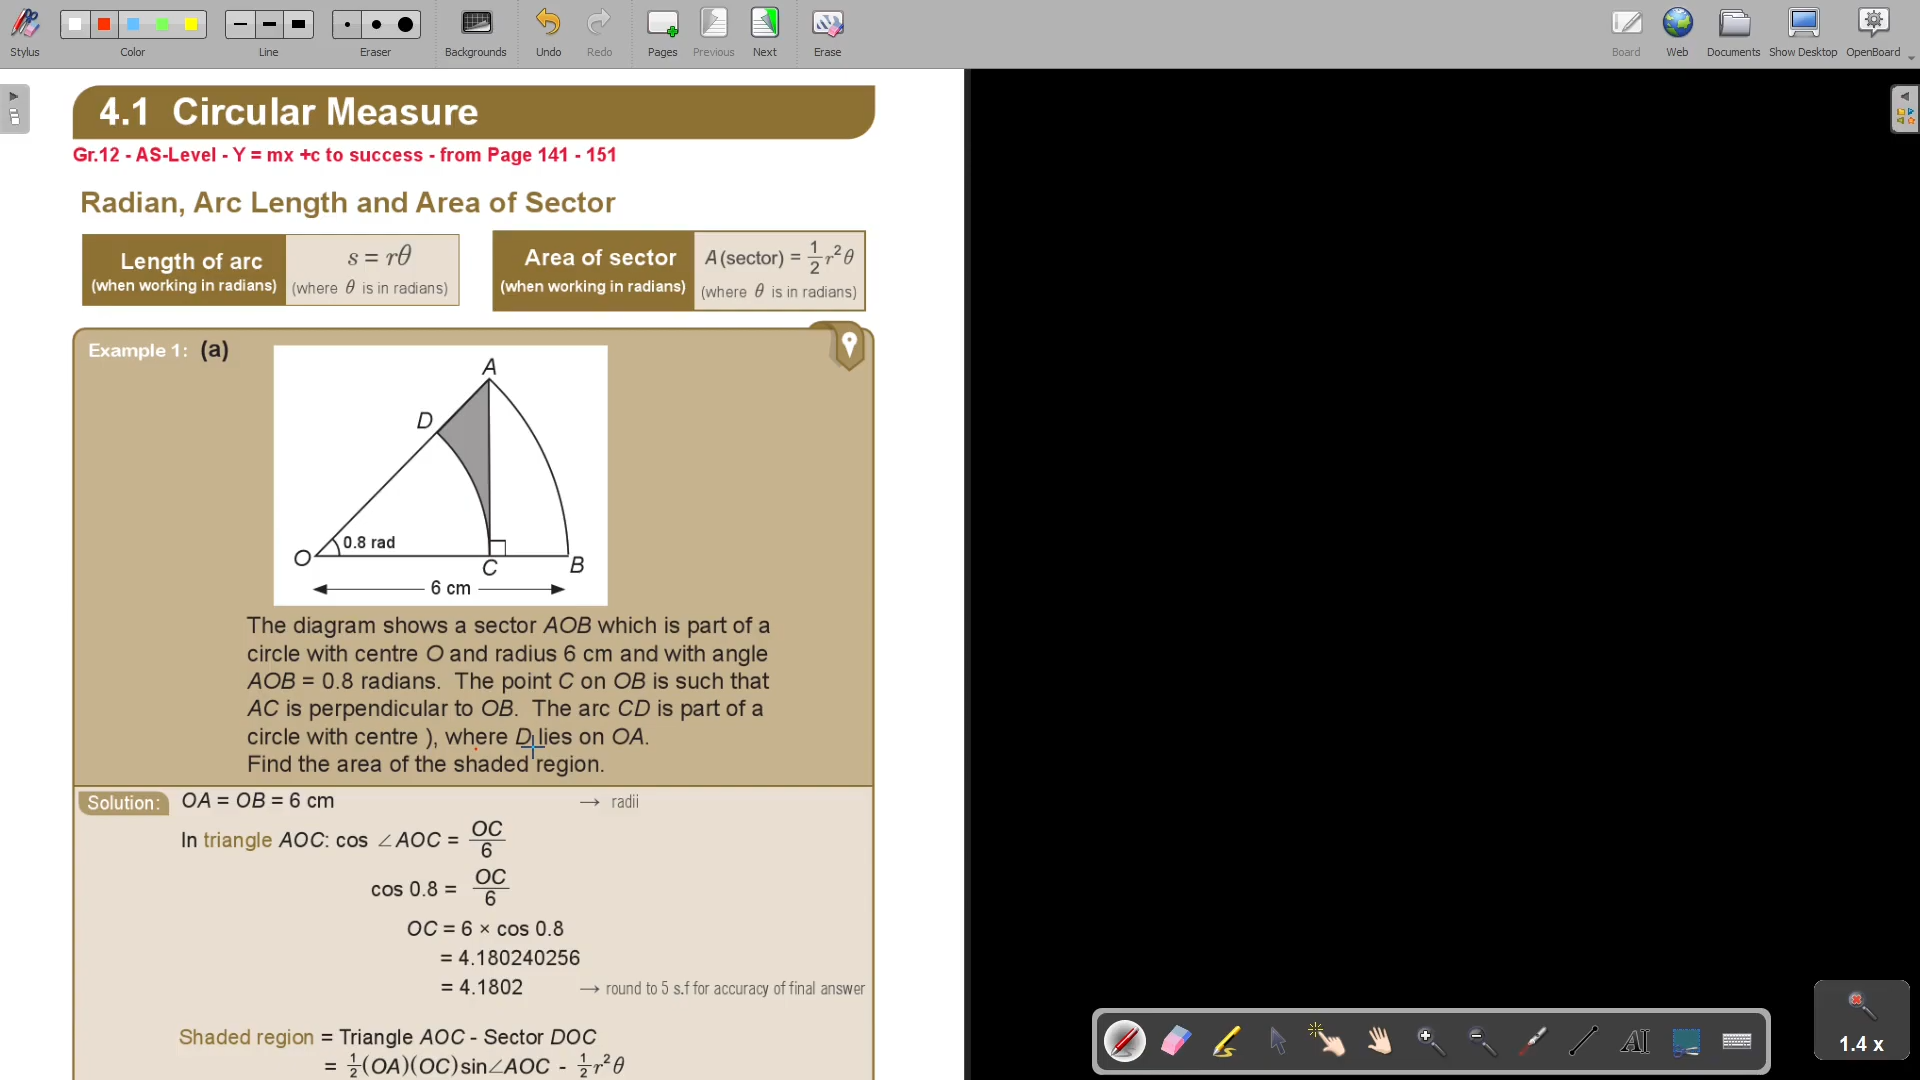 Stylus
Color
Line
Eraser
Backgrounds
Undo
Redo
Pages
Previous
Next
Erase
Board
Web
Documents
Show Desktop
OpenBoard
4.1 Circular Measure
Gr.12 - AS-Level - Y = mx +c to success - from Page 141 - 151
Radian, Arc Length and Area of Sector
Length of arc
(when working in radians)
s = rθ
(where θ is in radians)
Area of sector
(when working in radians)
A (sector) = 1/2 r²θ
(where θ is in radians)
Example 1: (a)
A
D
0.8 rad
O
C
B
6 cm
The diagram shows a sector AOB which is part of a
circle with centre O and radius 6 cm and with angle
AOB = 0.8 radians. The point C on OB is such that
AC is perpendicular to OB. The arc CD is part of a
circle with centre ), where D lies on OA.
Find the area of the shaded region.
Solution: OA = OB = 6 cm → radii
In triangle AOC: cos ∠AOC = OC/6
cos 0.8 = OC/6
OC = 6 × cos 0.8
= 4.180240256
= 4.1802 → round to 5 s.f for accuracy of final answer
Shaded region = Triangle AOC - Sector DOC
= 1/2(OA)(OC)sin∠AOC - 1/2r²θ
AI
1.4 x